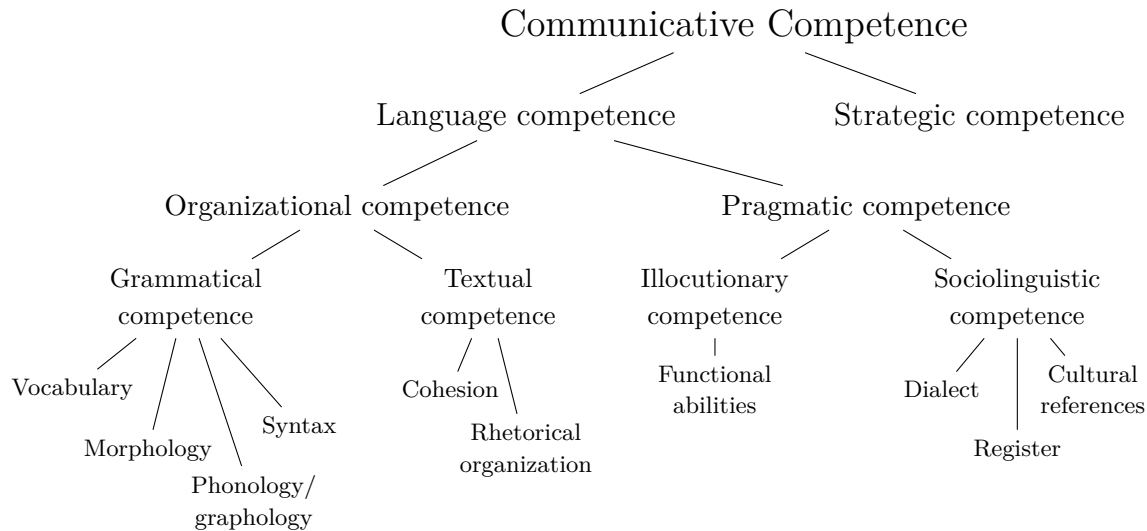 Communicative Competence
Language competence
Strategic competence
Organizational competence
Pragmatic competence
Grammatical
competence
Textual
competence
Illocutionary
competence
Sociolinguistic
competence
Vocabulary
Morphology
Phonology/
graphology
Syntax
Cohesion
Rhetorical
organization
Functional
abilities
Dialect
Register
Cultural
references